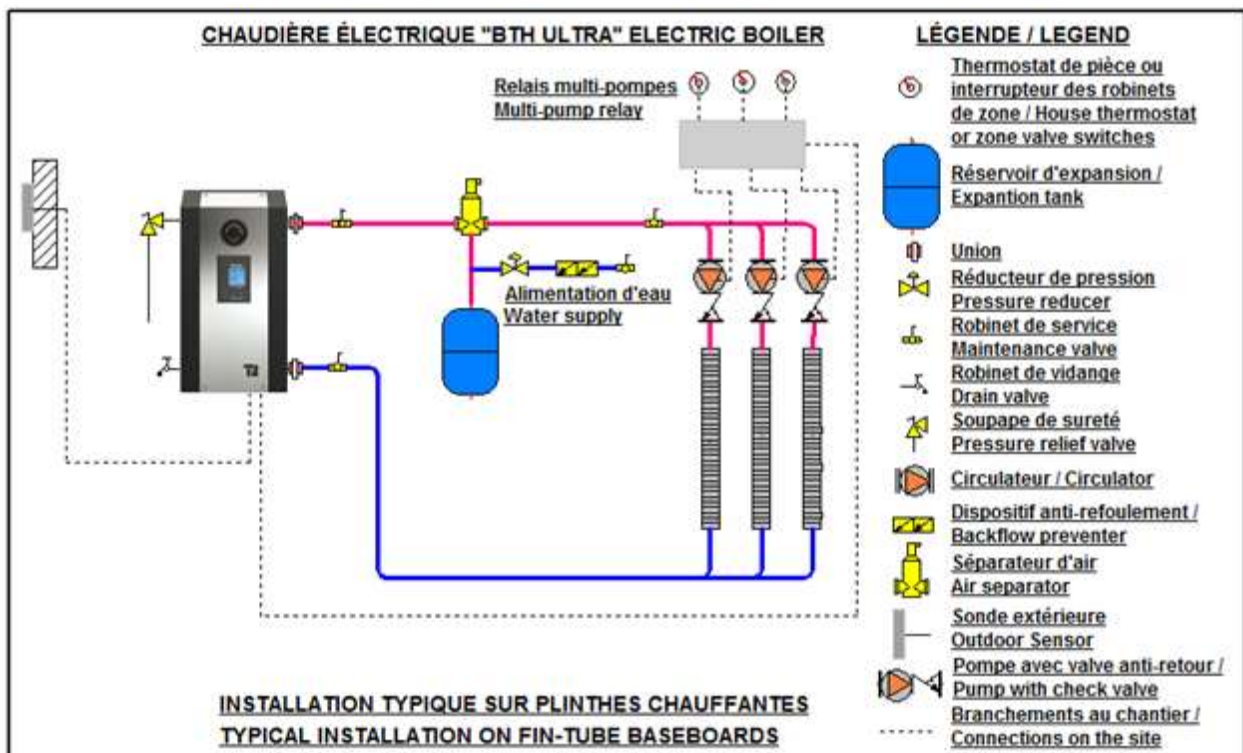 CHAUDIÈRE ÉLECTRIQUE "BTH ULTRA" ELECTRIC BOILER
Relais multi-pompes
Multi-pump relay
Alimentation d'eau
Water supply
INSTALLATION TYPIQUE SUR PLINTHES CHAUFFANTES
TYPICAL INSTALLATION ON FIN-TUBE BASEBOARDS
LÉGENDE / LEGEND
Thermostat de pièce ou
interrupteur des robinets
de zone / House thermostat
or zone valve switches
Réservoir d'expansion /
Expantion tank
Union
Réducteur de pression
Pressure reducer
Robinet de service
Maintenance valve
Robinet de vidange
Drain valve
Soupape de sureté
Pressure relief valve
Circulateur / Circulator
Dispositif anti-refoulement /
Backflow preventer
Séparateur d'air
Air separator
Sonde extérieure
Outdoor Sensor
Pompe avec valve anti-retour /
Pump with check valve
Branchements au chantier /
Connections on the site